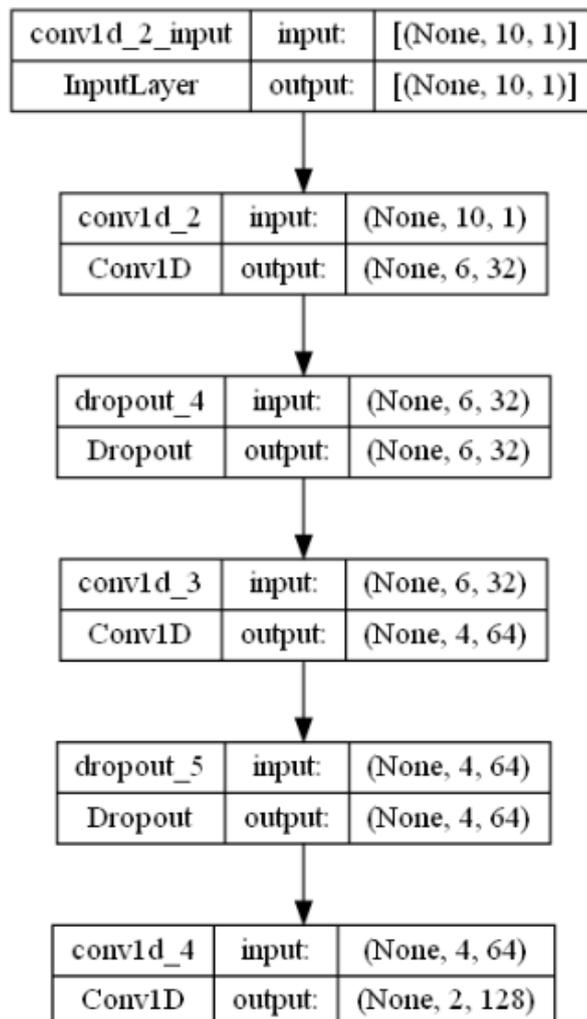 conv1d_2_input input: [(None, 10, 1)]
InputLayer output: [(None, 10, 1)]
conv1d_2 input: (None, 10, 1)
Conv1D output: (None, 6, 32)
dropout_4 input: (None, 6, 32)
Dropout output: (None, 6, 32)
conv1d_3 input: (None, 6, 32)
Conv1D output: (None, 4, 64)
dropout_5 input: (None, 4, 64)
Dropout output: (None, 4, 64)
conv1d_4 input: (None, 4, 64)
Conv1D output: (None, 2, 128)